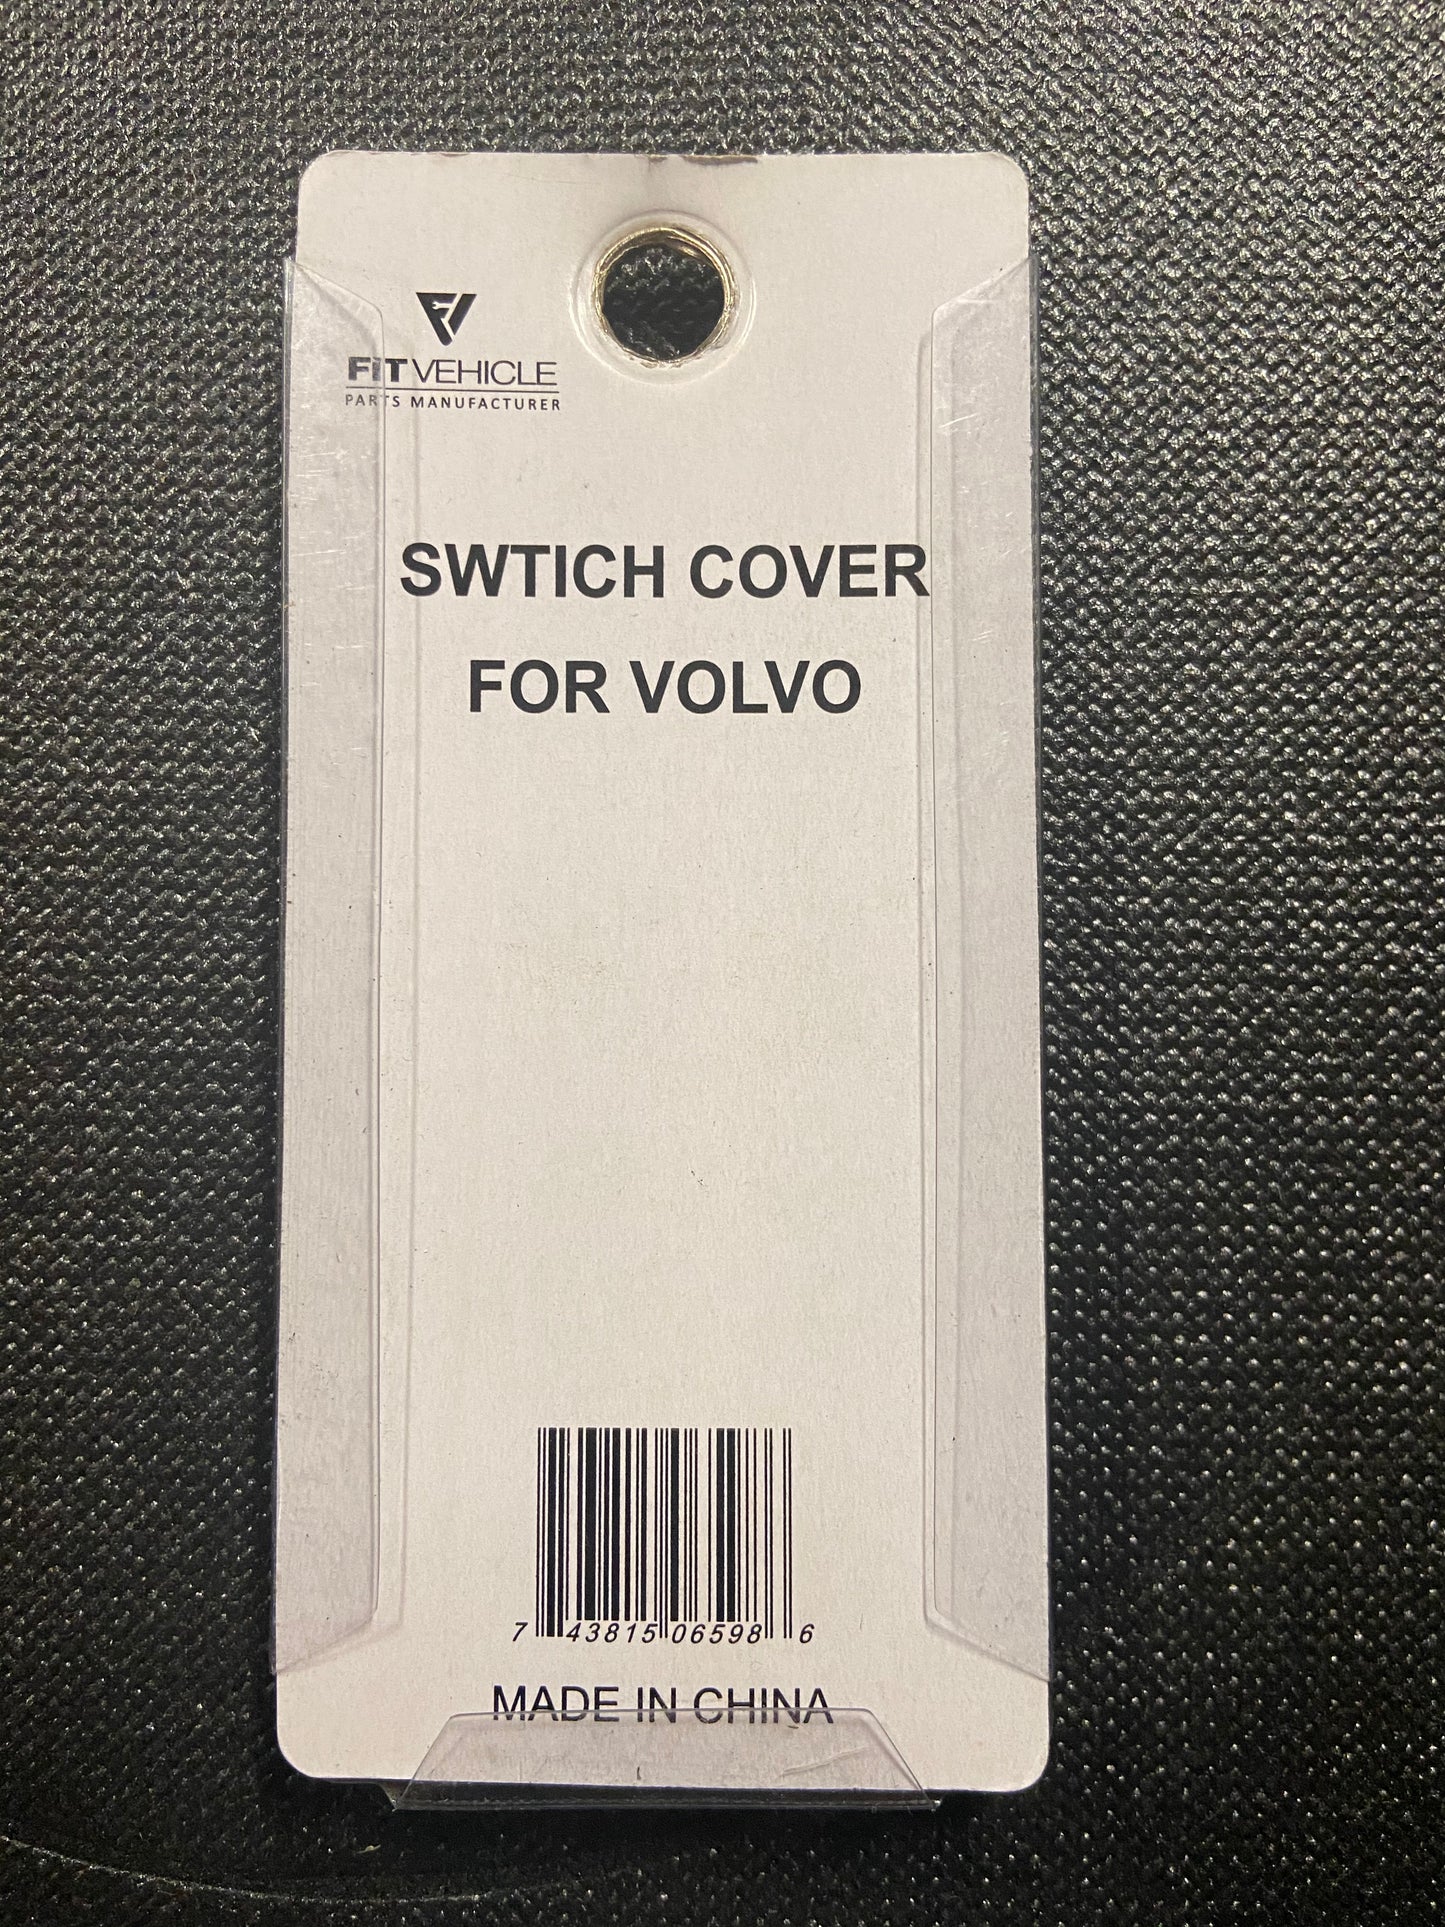 FiTVEHICLE
PARTS MANUFACTURER
SWTICH COVER
FOR VOLVO
7 43815 06598 6
MADE IN CHINA